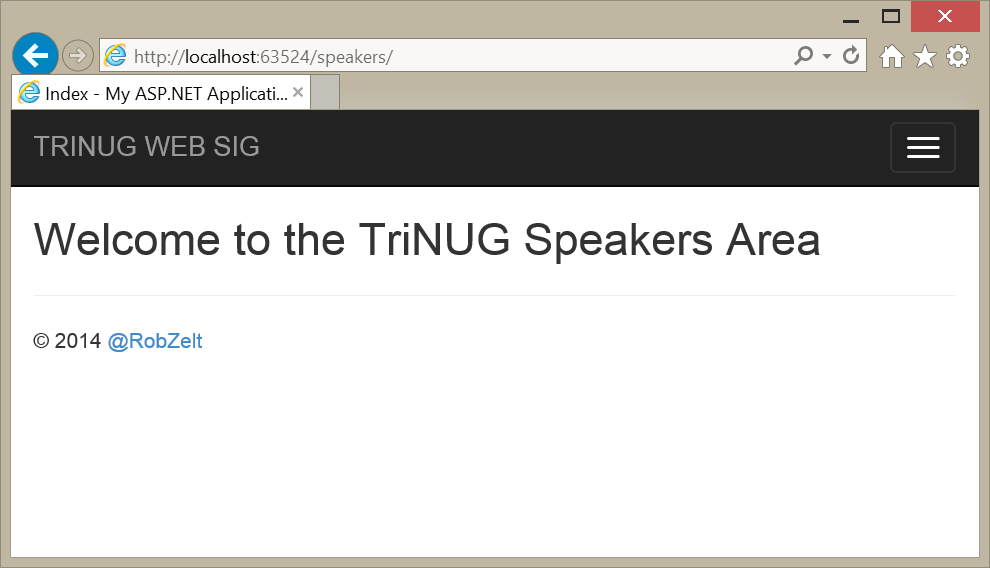 http://localhost:63524/speakers/
Index - My ASP.NET Applicati...
TRINUG WEB SIG
Welcome to the TriNUG Speakers Area
© 2014 @RobZelt